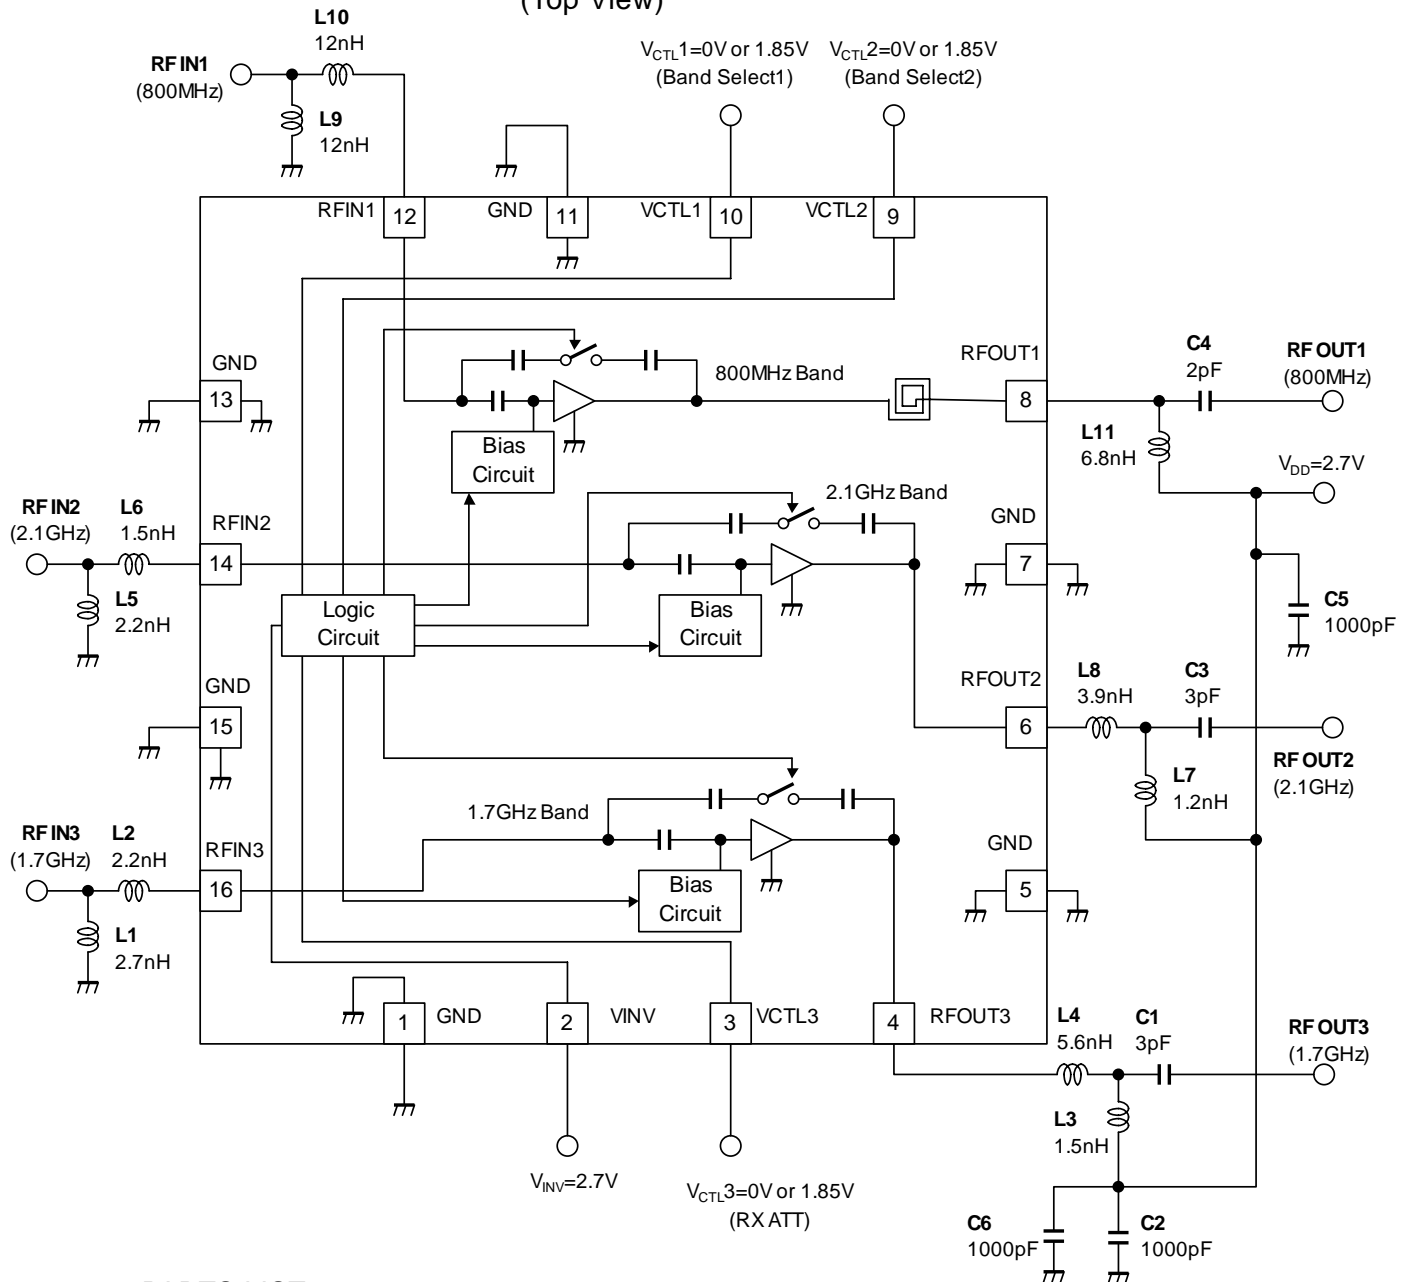 (Top View)
L10
12nH
RF IN1
(800MHz)
L9
12nH
VCTL1=0V or 1.85V
(Band Select1)
VCTL2=0V or 1.85V
(Band Select2)
RFIN1
12
GND
11
VCTL1
10
VCTL2
9
GND
13
800MHz Band
RFOUT1
8
C4
2pF
RF OUT1
(800MHz)
L11
6.8nH
VDD=2.7V
Bias
Circuit
RF IN2
(2.1GHz)
L6
1.5nH
RFIN2
14
L5
2.2nH
2.1GHz Band
GND
7
Logic
Circuit
Bias
Circuit
C5
1000pF
GND
15
RFOUT2
6
L8
3.9nH
C3
3pF
RF OUT2
(2.1GHz)
L7
1.2nH
RF IN3
(1.7GHz)
L2
2.2nH
RFIN3
16
L1
2.7nH
1.7GHz Band
Bias
Circuit
GND
5
1
GND
2
VINV
3
VCTL3
4
RFOUT3
L4
5.6nH
C1
3pF
RF OUT3
(1.7GHz)
L3
1.5nH
VINV=2.7V
VCTL3=0V or 1.85V
(RX ATT)
C6
1000pF
C2
1000pF